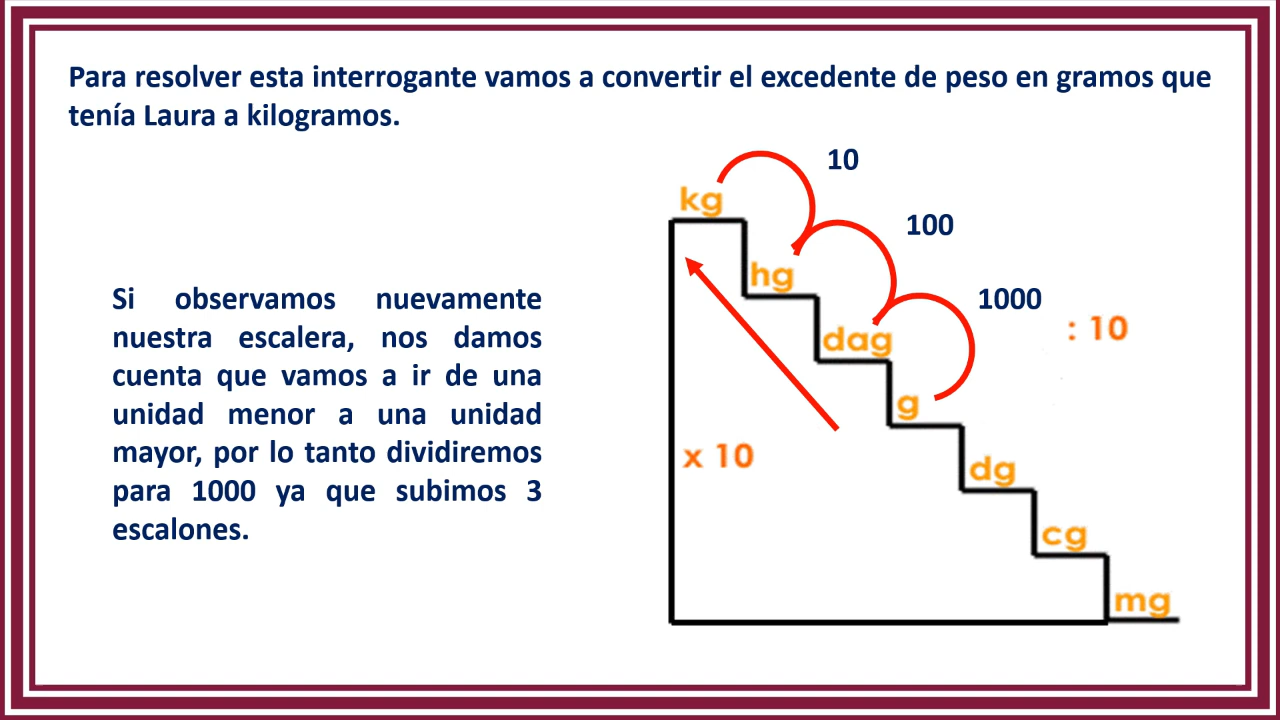 Para resolver esta interrogante vamos a convertir el excedente de peso en gramos que
tenía Laura a kilogramos.
10
kg
100
hg
1000
: 10
dag
g
Si observamos nuevamente
nuestra escalera, nos damos
cuenta que vamos a ir de una
unidad menor a una unidad
mayor, por lo tanto dividiremos
para 1000 ya que subimos 3
escalones.
x 10
dg
cg
mg